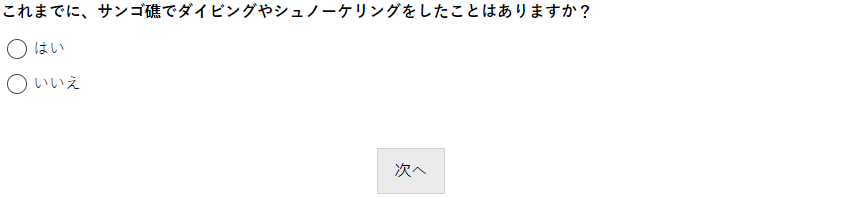 これまでに、サンゴ礁でダイビングやシュノーケリングをしたことはありますか？
はい
いいえ
次へ